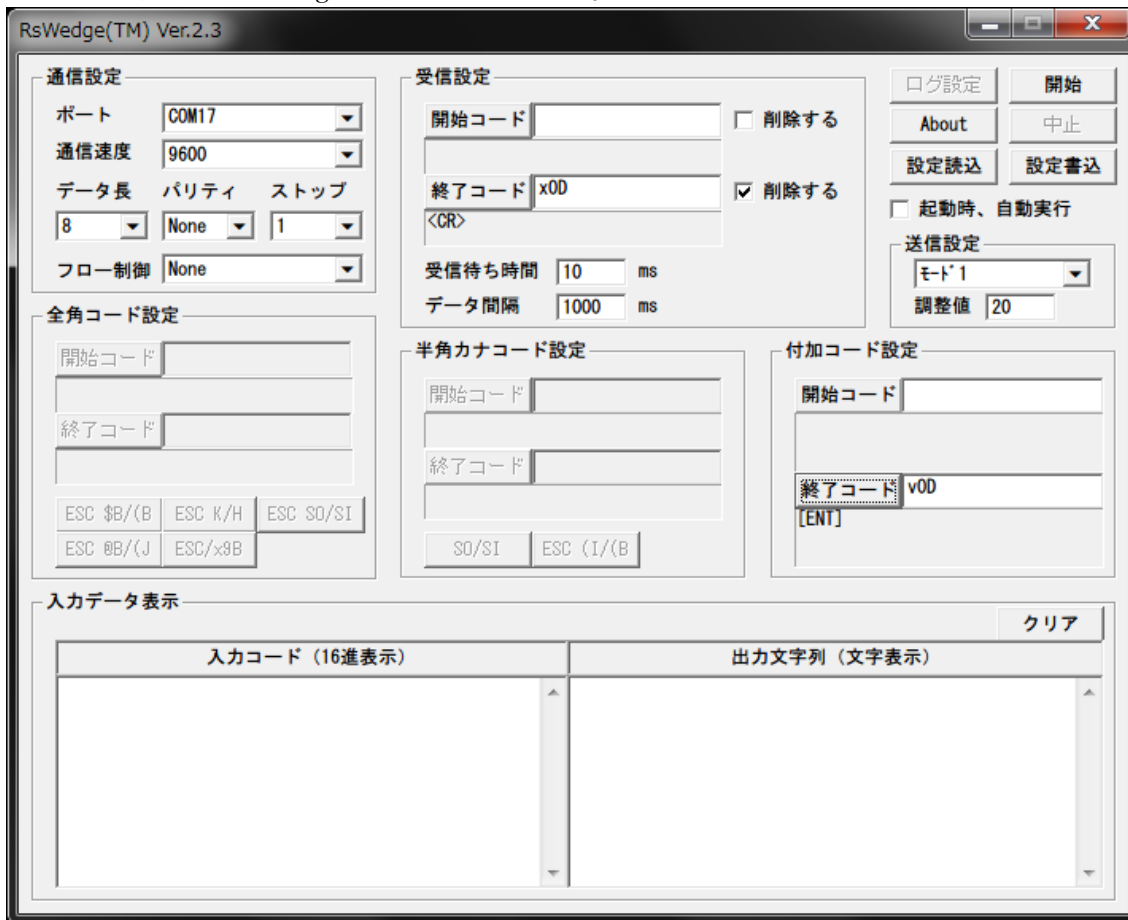 RsWedge(TM) Ver.2.3
通信設定
ポート COM17
通信速度 9600
データ長 パリティ ストップ
8 None 1
フロー制御 None
受信設定
開始コード 削除する
終了コード x0D 削除する
<CR>
受信待ち時間 10 ms
データ間隔 1000 ms
ログ設定 開始
About 中止
設定読込 設定書込
起動時、自動実行
送信設定
ﾓｰﾄﾞ1
調整値 20
全角コード設定
開始コード
終了コード
ESC $B/(B ESC K/H ESC SO/SI
ESC @B/(J ESC/x9B
半角カナコード設定
開始コード
終了コード
SO/SI ESC (I/(B
付加コード設定
開始コード
終了コード v0D
[ENT]
入力データ表示
クリア
入力コード（16進表示） 出力文字列（文字表示）